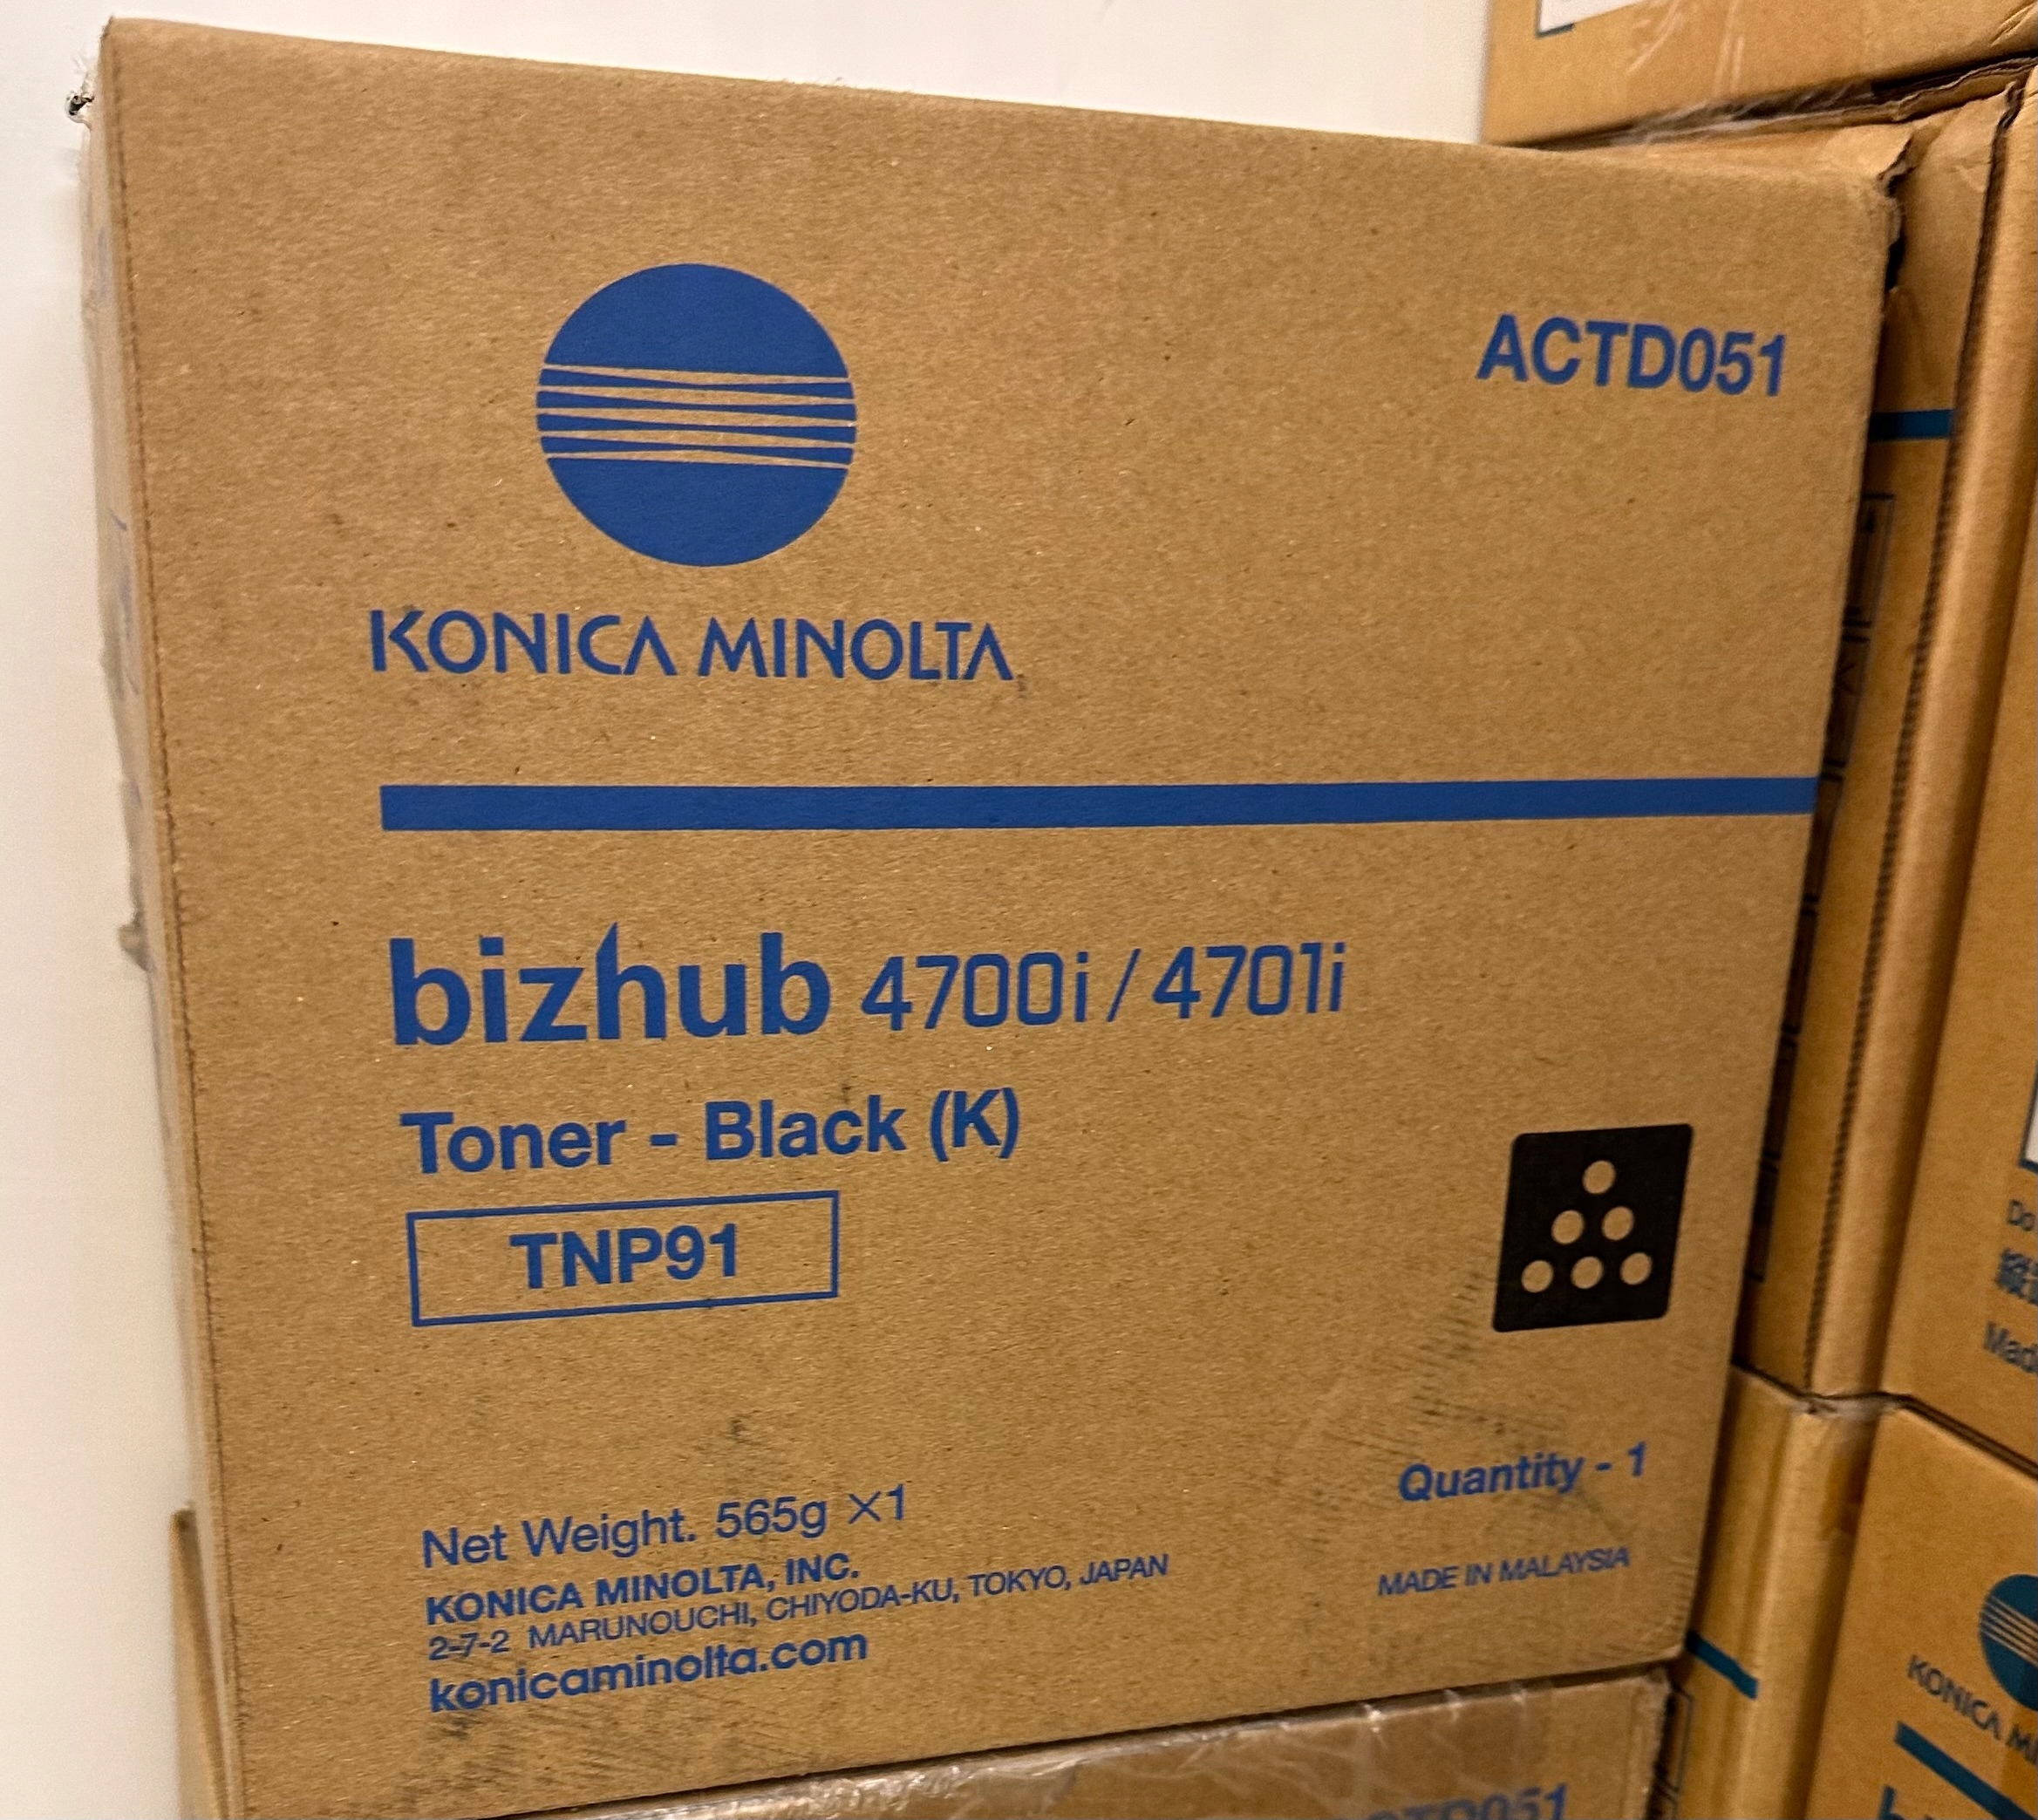 ACTD051
KONICA MINOLTA
bizhub 4700i / 4701i
Toner - Black (K)
TNP91
Net Weight. 565g ×1
Quantity - 1
KONICA MINOLTA, INC.
2-7-2 MARUNOUCHI, CHIYODA-KU, TOKYO, JAPAN
MADE IN MALAYSIA
konicaminolta.com
KONICA